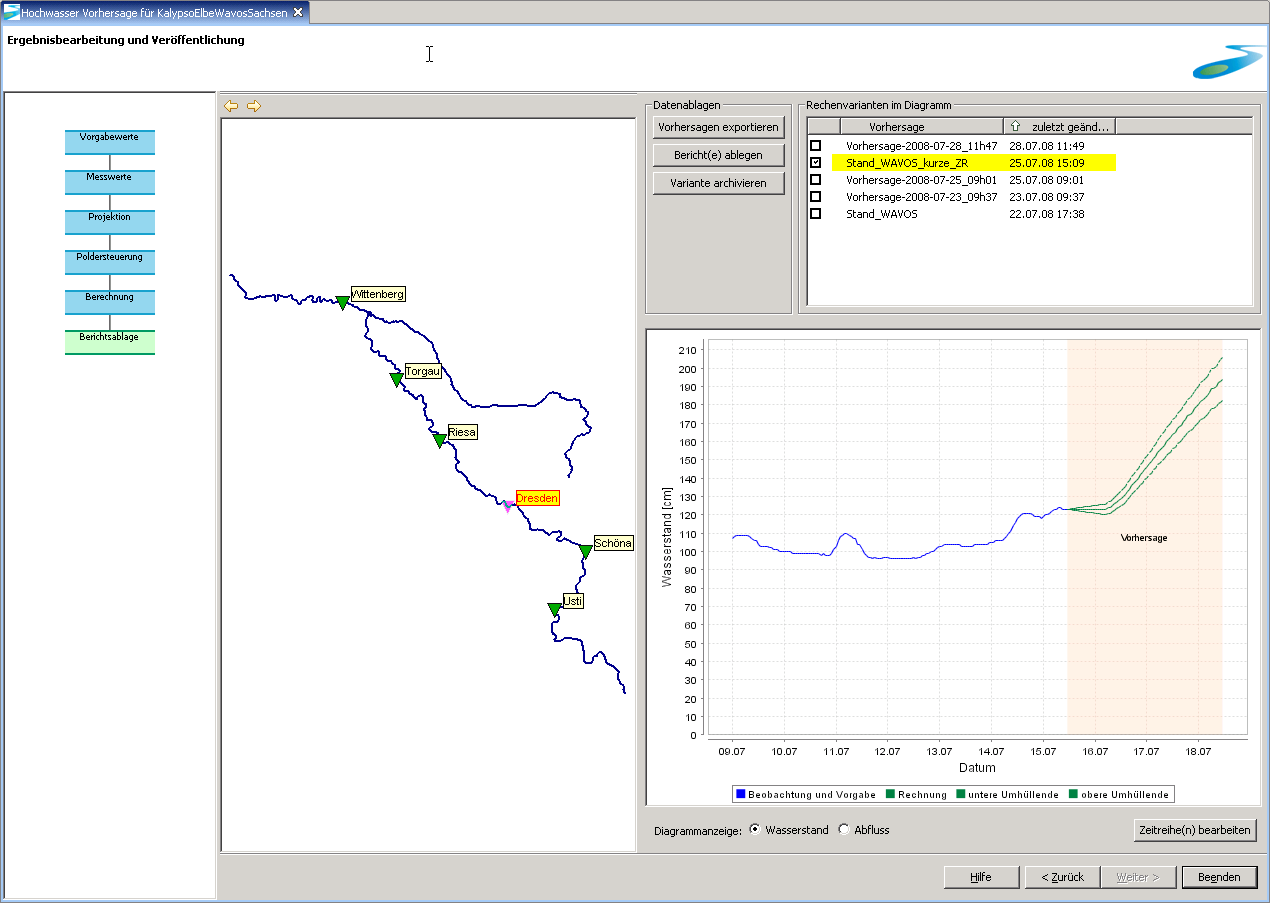 Hochwasser Vorhersage für KalypsoElbeWavosSachsen
Ergebnisbearbeitung und Veröffentlichung
Vorgabewerte
Messwerte
Projektion
Poldersteuerung
Berechnung
Berichtsablage
Wittenberg
Torgau
Riesa
Dresden
Schöna
Usti
Datenablagen
Vorhersagen exportieren
Bericht(e) ablegen
Variante archivieren
Rechenvarianten im Diagramm
Vorhersage zuletzt geänd...
Vorhersage-2008-07-28_11h47 28.07.08 11:49
Stand_WAVOS_kurze_ZR 25.07.08 15:09
Vorhersage-2008-07-25_09h01 25.07.08 09:01
Vorhersage-2008-07-23_09h37 23.07.08 09:37
Stand_WAVOS 22.07.08 17:38
Wasserstand [cm]
210
200
190
180
170
160
150
140
130
120
110
100
90
80
70
60
50
40
30
20
10
0
Vorhersage
09.07 10.07 11.07 12.07 13.07 14.07 15.07 16.07 17.07 18.07
Datum
Beobachtung und Vorgabe Rechnung untere Umhüllende obere Umhüllende
Diagrammanzeige: Wasserstand Abfluss
Zeitreihe(n) bearbeiten
Hilfe < Zurück Weiter > Beenden